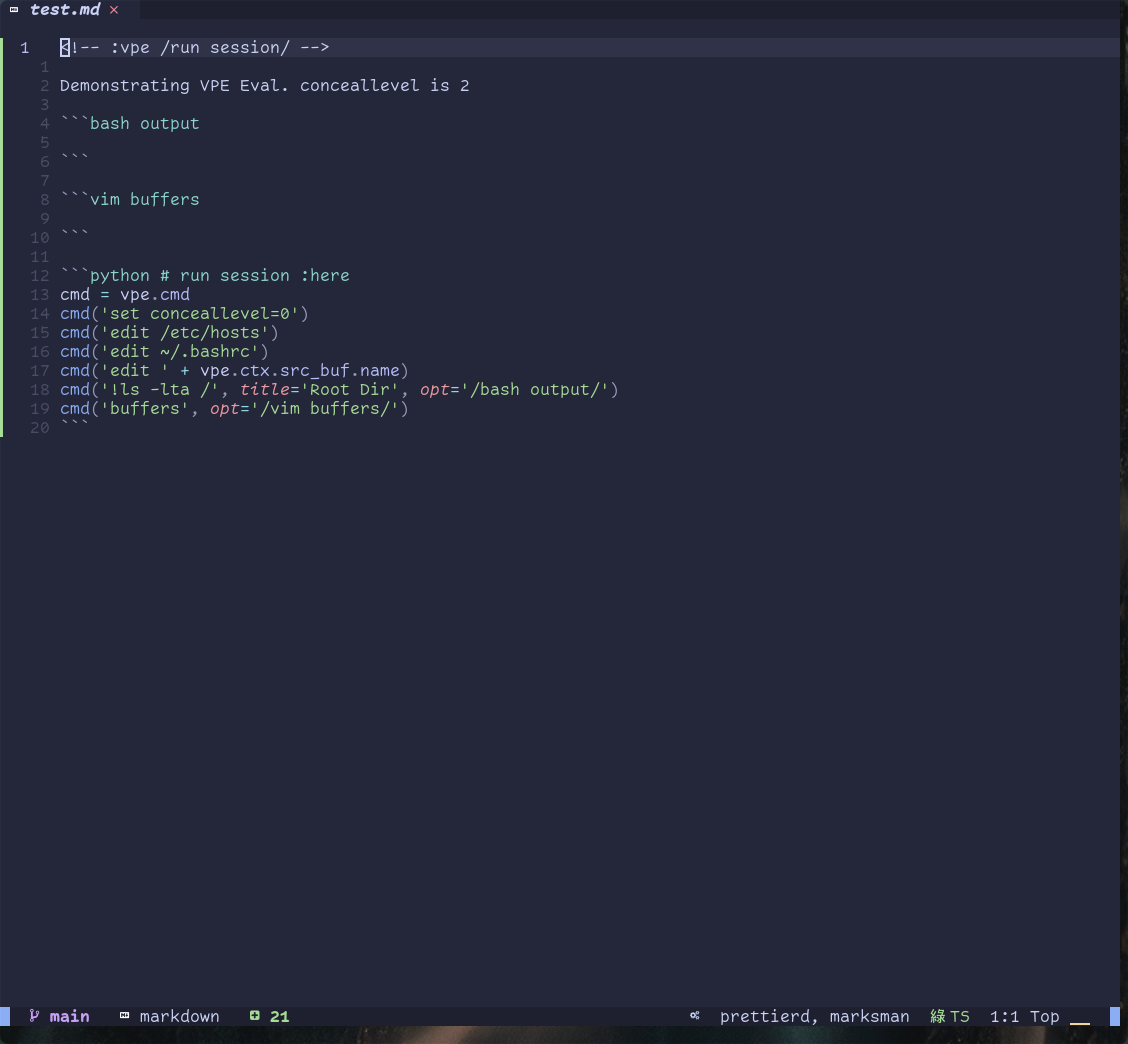 test.md ×
1 <!-- :vpe /run session/ -->
1
2 Demonstrating VPE Eval. conceallevel is 2
3
4 ```bash output
5
6 ```
7
8 ```vim buffers
9
10 ```
11
12 ```python # run session :here
13 cmd = vpe.cmd
14 cmd('set conceallevel=0')
15 cmd('edit /etc/hosts')
16 cmd('edit ~/.bashrc')
17 cmd('edit ' + vpe.ctx.src_buf.name)
18 cmd('!ls -lta /', title='Root Dir', opt='/bash output/')
19 cmd('buffers', opt='/vim buffers/')
20 ```
main markdown 21 prettierd, marksman 綠 TS 1:1 Top __